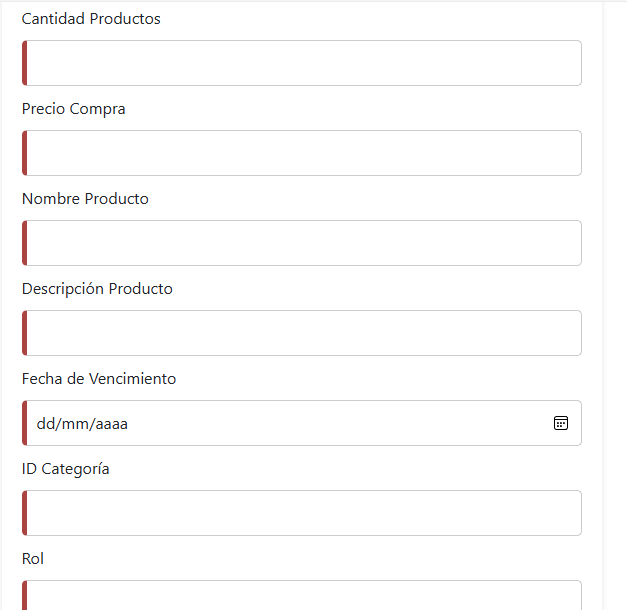 Cantidad Productos
Precio Compra
Nombre Producto
Descripción Producto
Fecha de Vencimiento
dd/mm/aaaa
ID Categoría
Rol